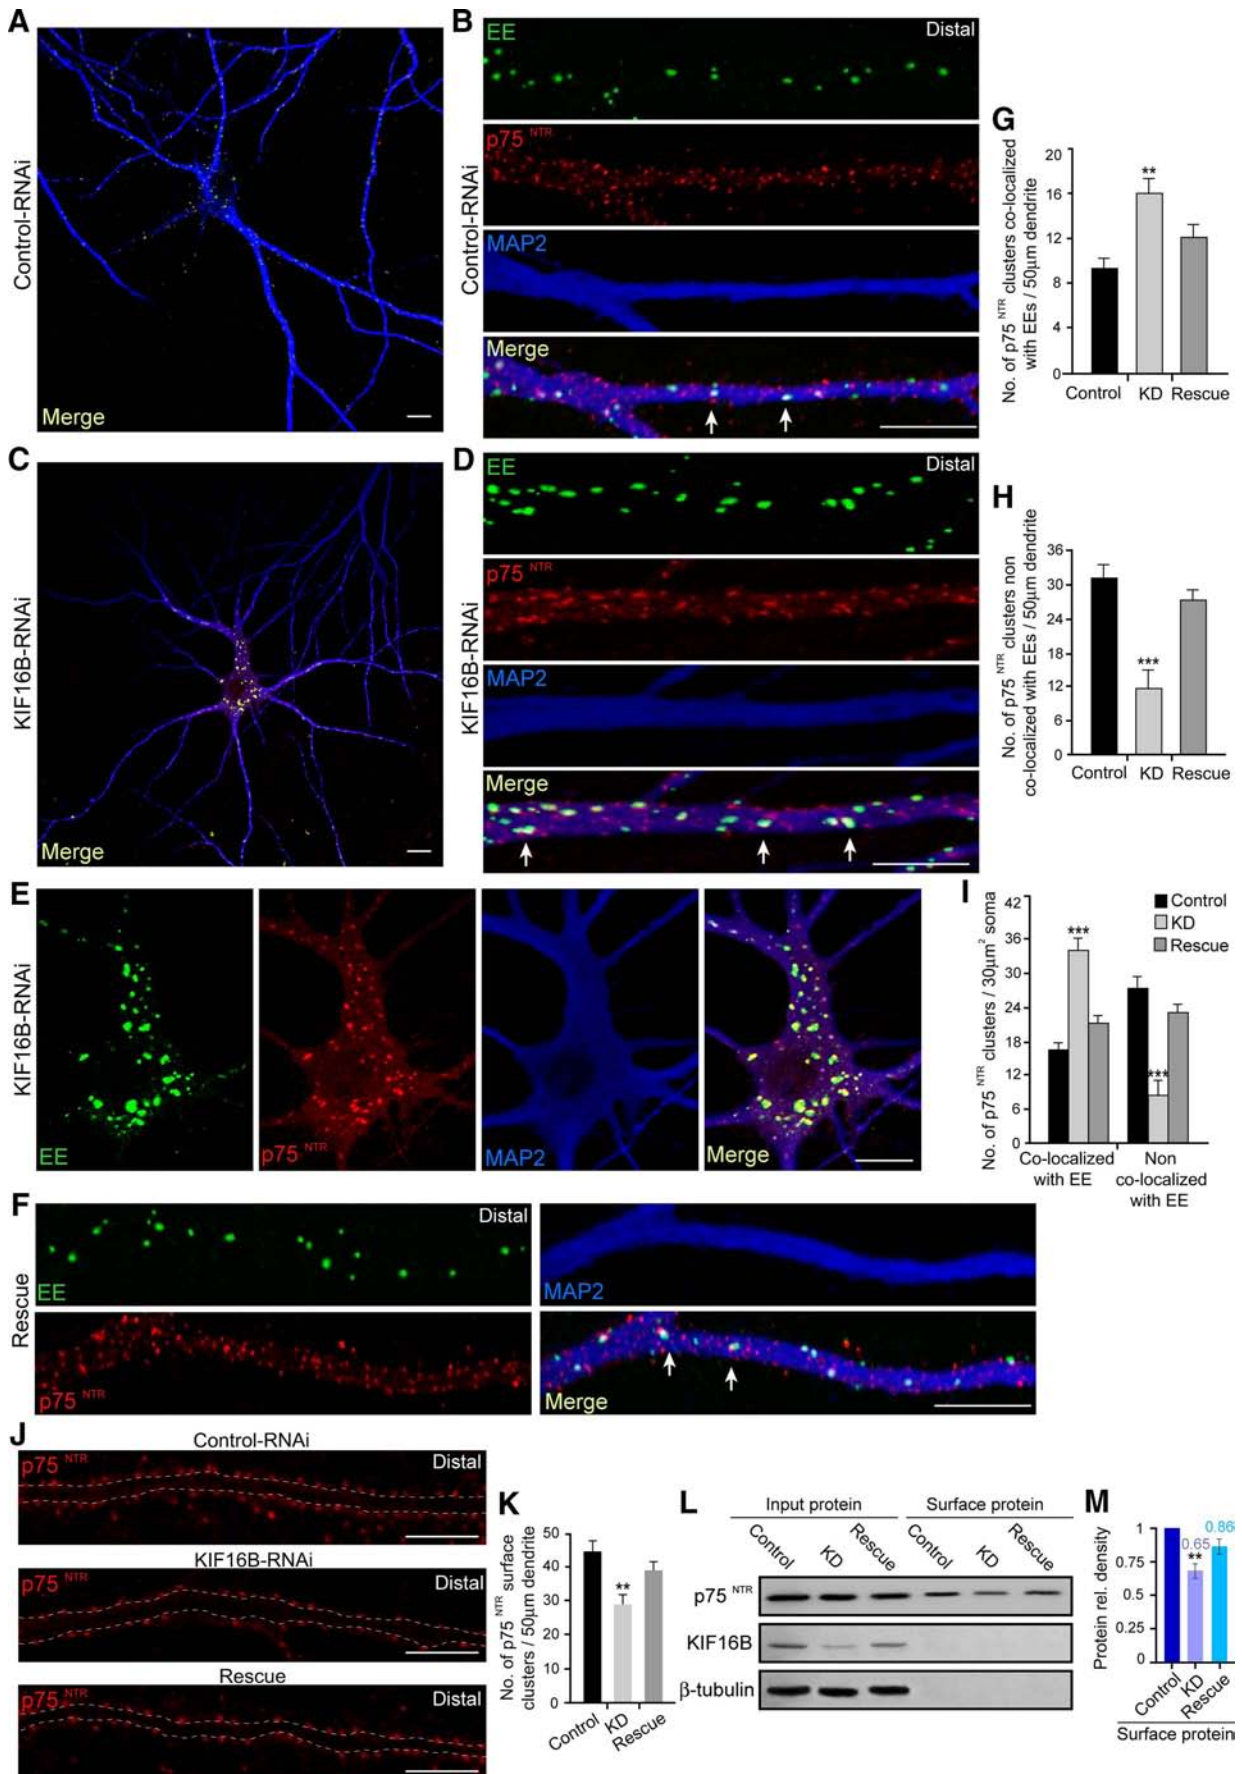 A
Control-RNAi
Merge
B
Control-RNAi
EE
Distal
p75 NTR
MAP2
Merge
C
KIF16B-RNAi
Merge
D
KIF16B-RNAi
EE
Distal
p75 NTR
MAP2
Merge
E
KIF16B-RNAi
EE
p75 NTR
MAP2
Merge
F
Rescue
EE
Distal
p75 NTR
MAP2
Merge
G
No. of p75 NTR clusters co-localized
with EEs / 50μm dendrite
20
16
12
8
4
0
**
Control KD Rescue
H
No. of p75 NTR clusters non
co-localized with EEs / 50μm dendrite
36
30
24
18
12
6
0
***
Control KD Rescue
I
No. of p75 NTR clusters / 30μm² soma
42
36
30
24
18
12
6
0
Control
KD
Rescue
***
***
Co-localized
with EE
Non
co-localized
with EE
J
Control-RNAi
p75 NTR
Distal
KIF16B-RNAi
p75 NTR
Distal
Rescue
p75 NTR
Distal
K
No. of p75 NTR surface
clusters / 50μm dendrite
50
40
30
20
10
0
**
Control
KD
Rescue
L
Input protein
Surface protein
Control
KD
Rescue
Control
KD
Rescue
p75 NTR
KIF16B
β-tubulin
M
Protein rel. density
1
0.75
0.5
0.25
0
0.65
**
0.86
Control
KD
Rescue
Surface protein